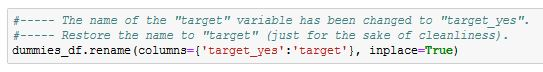 #----- The name of the "target" variable has been changed to "target_yes".
#----- Restore the name to "target" (just for the sake of cleanliness).
dummies_df.rename(columns={'target_yes':'target'}, inplace=True)